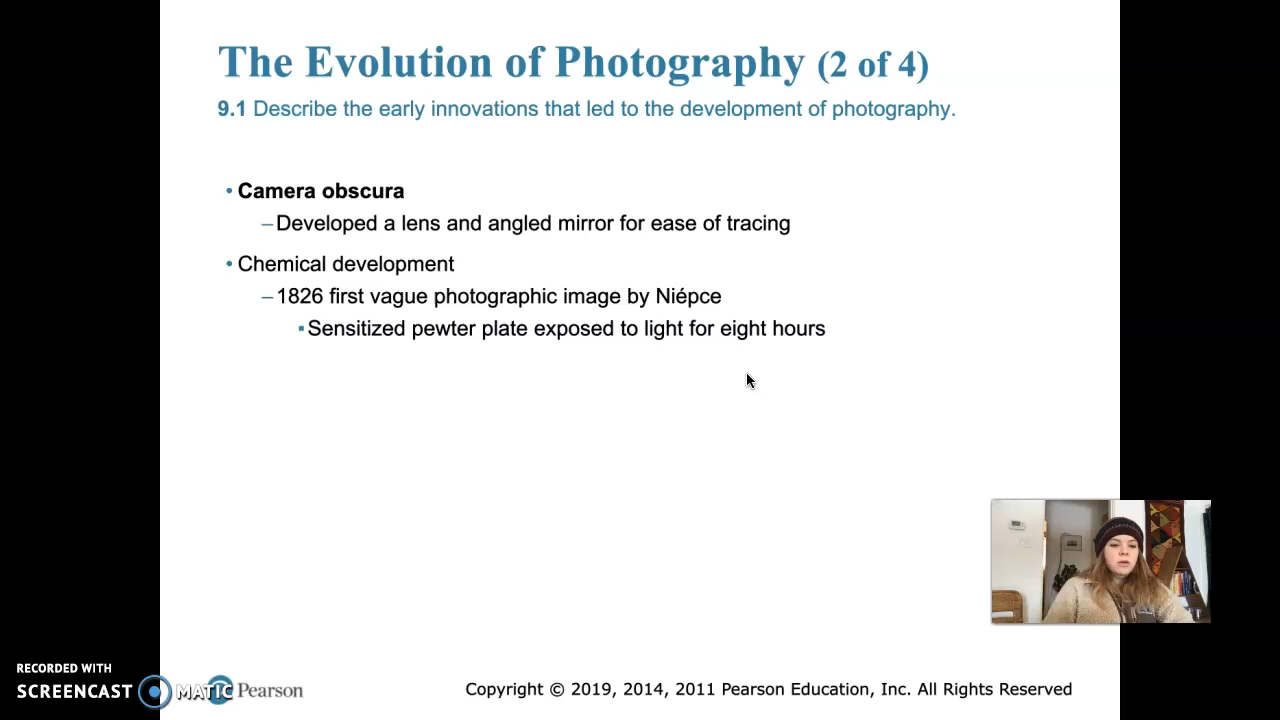 The Evolution of Photography (2 of 4)
9.1 Describe the early innovations that led to the development of photography.
• Camera obscura
–Developed a lens and angled mirror for ease of tracing
• Chemical development
–1826 first vague photographic image by Niépce
▪Sensitized pewter plate exposed to light for eight hours
RECORDED WITH
SCREENCAST MATIC
Pearson
Copyright © 2019, 2014, 2011 Pearson Education, Inc. All Rights Reserved